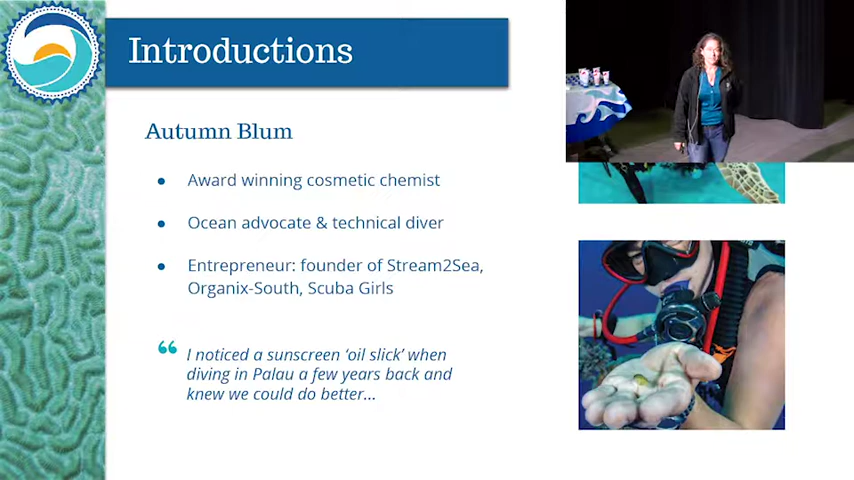 Introductions
Autumn Blum
● Award winning cosmetic chemist
● Ocean advocate & technical diver
● Entrepreneur: founder of Stream2Sea,
Organix-South, Scuba Girls
“ I noticed a sunscreen ‘oil slick’ when
diving in Palau a few years back and
knew we could do better...